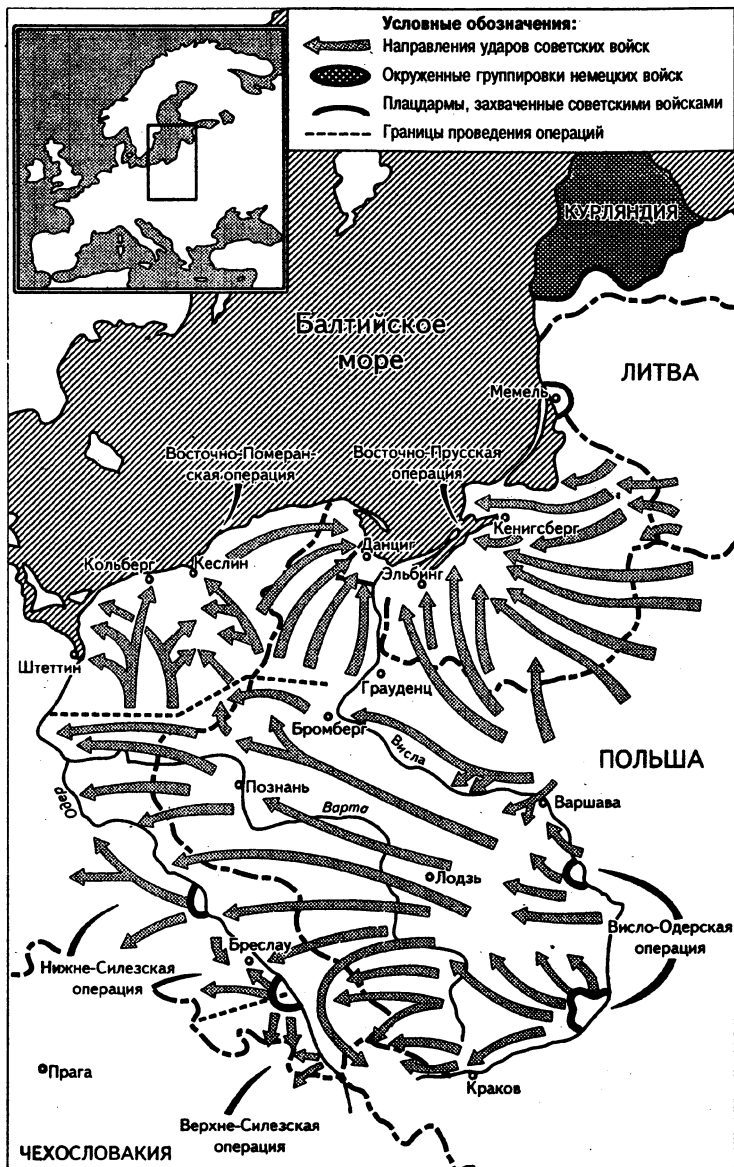 Условные обозначения:
Направления ударов советских войск
Окруженные группировки немецких войск
Плацдармы, захваченные советскими войсками
Границы проведения операций
КУРЛЯНДИЯ
Балтийское
море
ЛИТВА
Мемель
Восточно-Померан-
ская операция
Восточно-Прусская
операция
Кенигсберг
Данциг
Кольберг
Кеслин
Эльбинг
Штеттин
Грауденц
Бромберг
Висла
ПОЛЬША
Одер
Познань
Варта
Варшава
Лодзь
Висло-Одерская
операция
Бреслау
Нижне-Силезская
операция
Прага
Краков
Верхне-Силезская
операция
ЧЕХОСЛОВАКИЯ